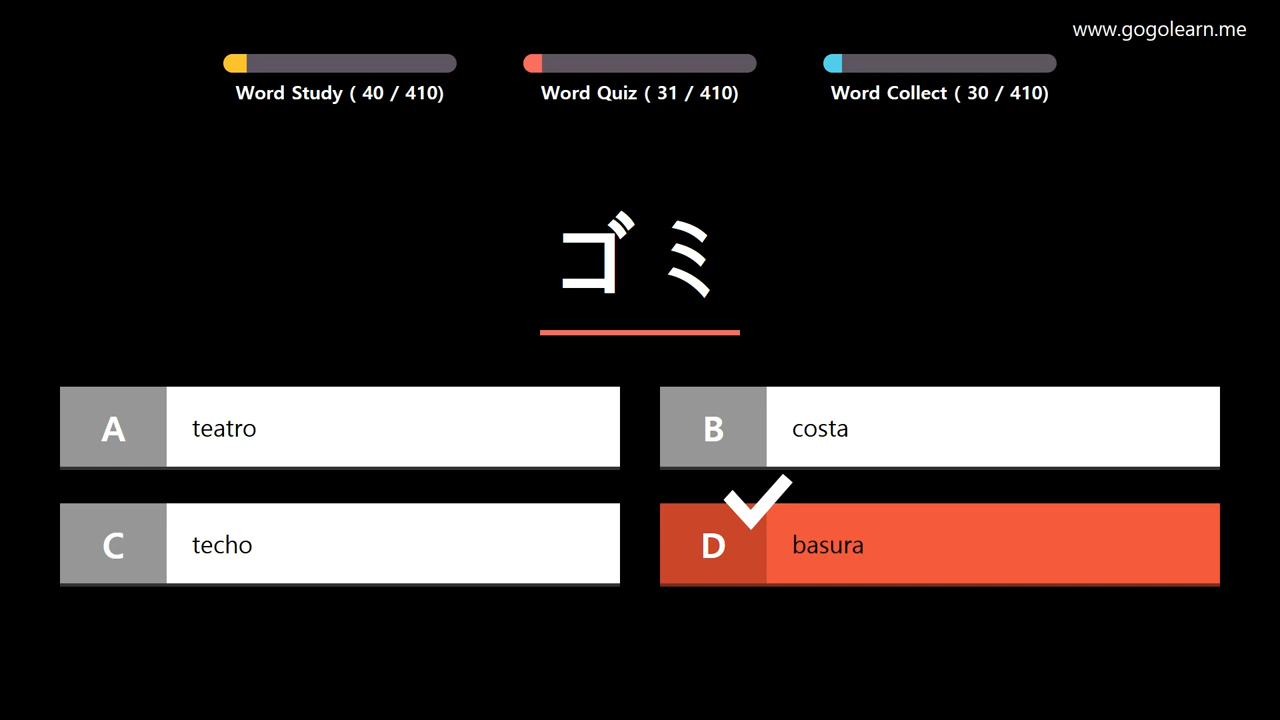 www.gogolearn.me
Word Study ( 40 / 410)
Word Quiz ( 31 / 410)
Word Collect ( 30 / 410)
ゴミ
A teatro
B costa
C techo
D basura